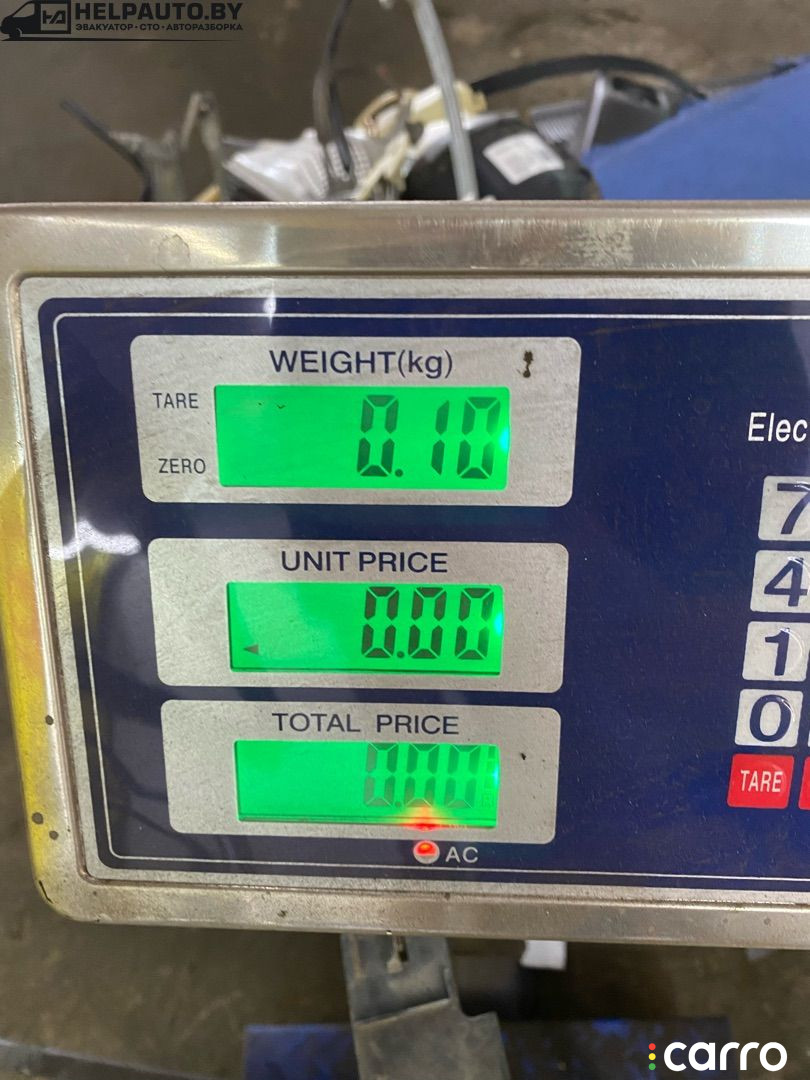 HELPAUTO.BY
ЭВАКУАТОР • СТО • АВТОРАЗБОРКА
WEIGHT(kg)
TARE
0.10
ZERO
Elec
7
UNIT PRICE
0.00
4
1
TOTAL PRICE
0.00
0
TARE
AC
carro